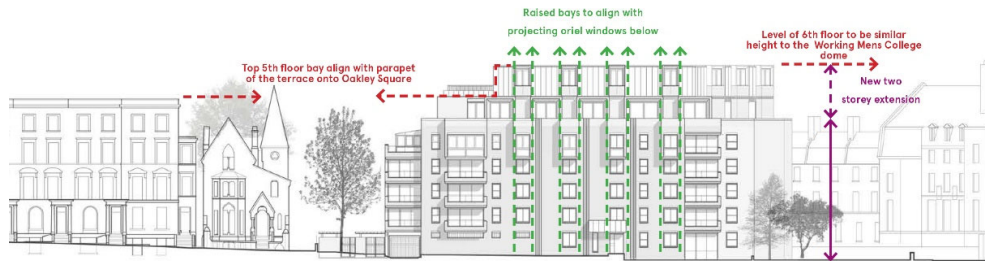 Raised bays to align with
projecting oriel windows below
Level of 6th floor to be similar
height to the Working Mens College
dome
Top 5th floor bay align with parapet
of the terrace onto Oakley Square
New two
storey extension